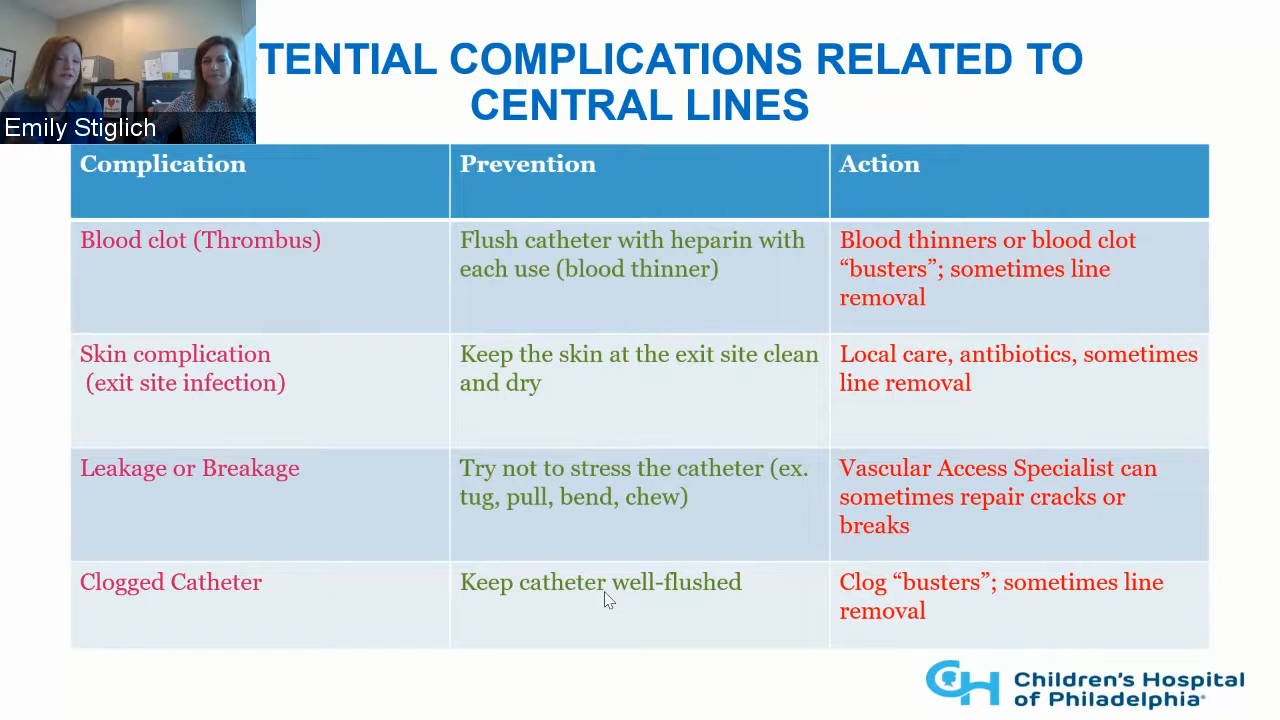 TENTIAL COMPLICATIONS RELATED TO
CENTRAL LINES
Emily Stiglich
Complication
Prevention
Action
Blood clot (Thrombus)
Flush catheter with heparin with
each use (blood thinner)
Blood thinners or blood clot
“busters”; sometimes line
removal
Skin complication
(exit site infection)
Keep the skin at the exit site clean
and dry
Local care, antibiotics, sometimes
line removal
Leakage or Breakage
Try not to stress the catheter (ex.
tug, pull, bend, chew)
Vascular Access Specialist can
sometimes repair cracks or
breaks
Clogged Catheter
Keep catheter well-flushed
Clog “busters”; sometimes line
removal
CH
Children's Hospital
of Philadelphia